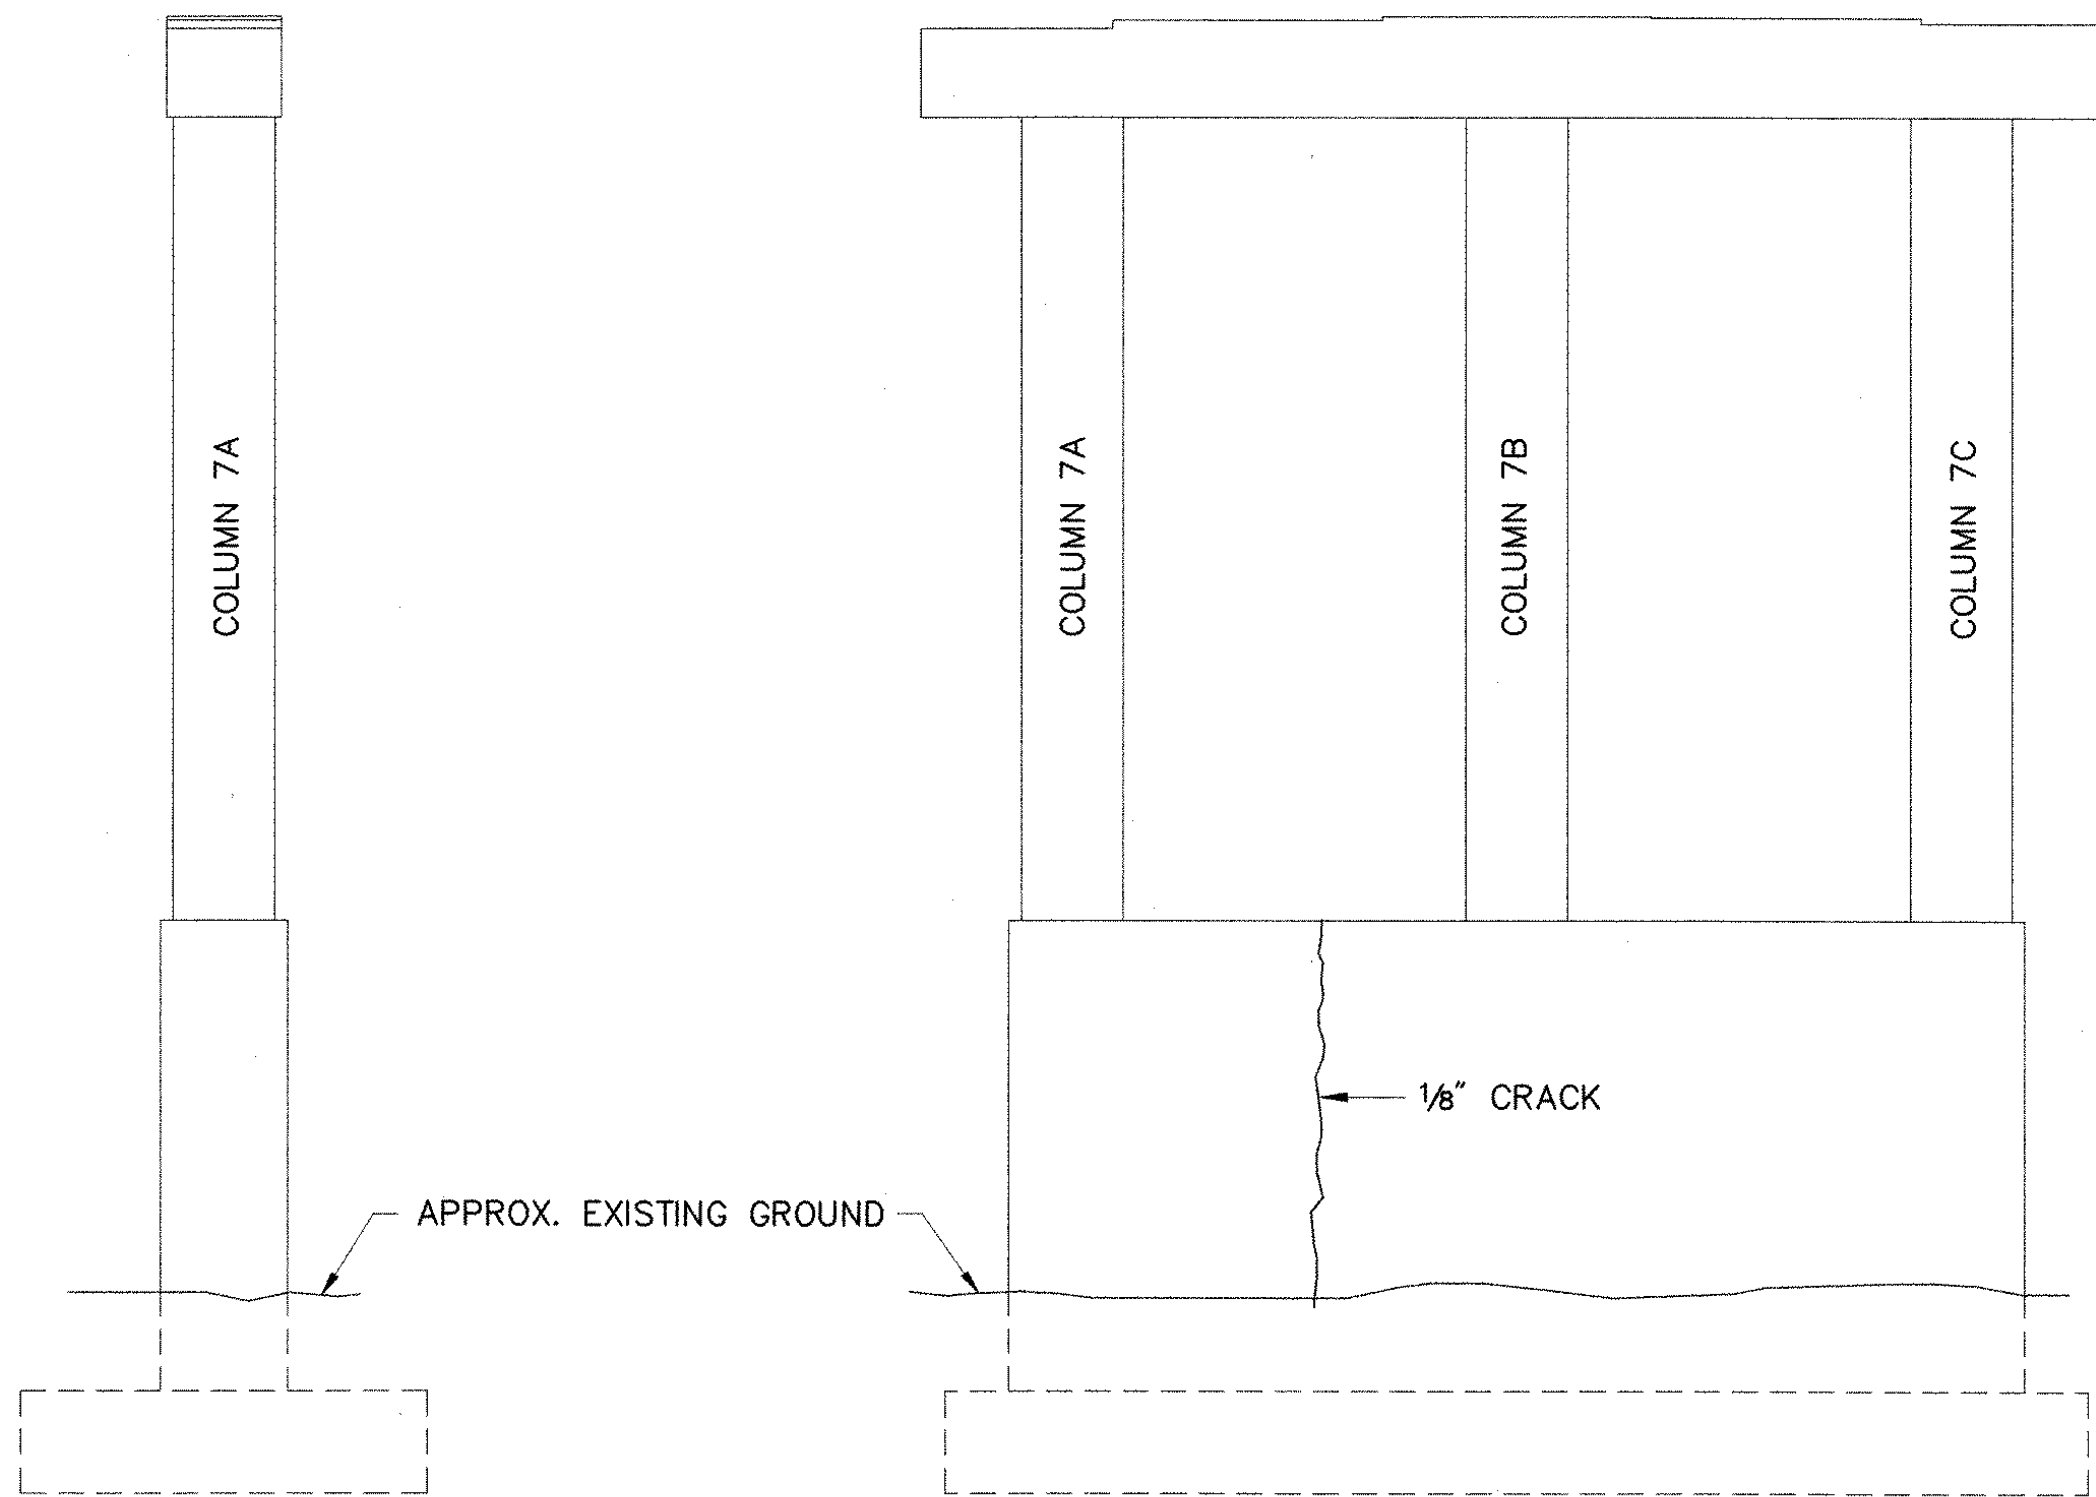 COLUMN 7A
COLUMN 7A
COLUMN 7B
COLUMN 7C
1/8" CRACK
APPROX. EXISTING GROUND